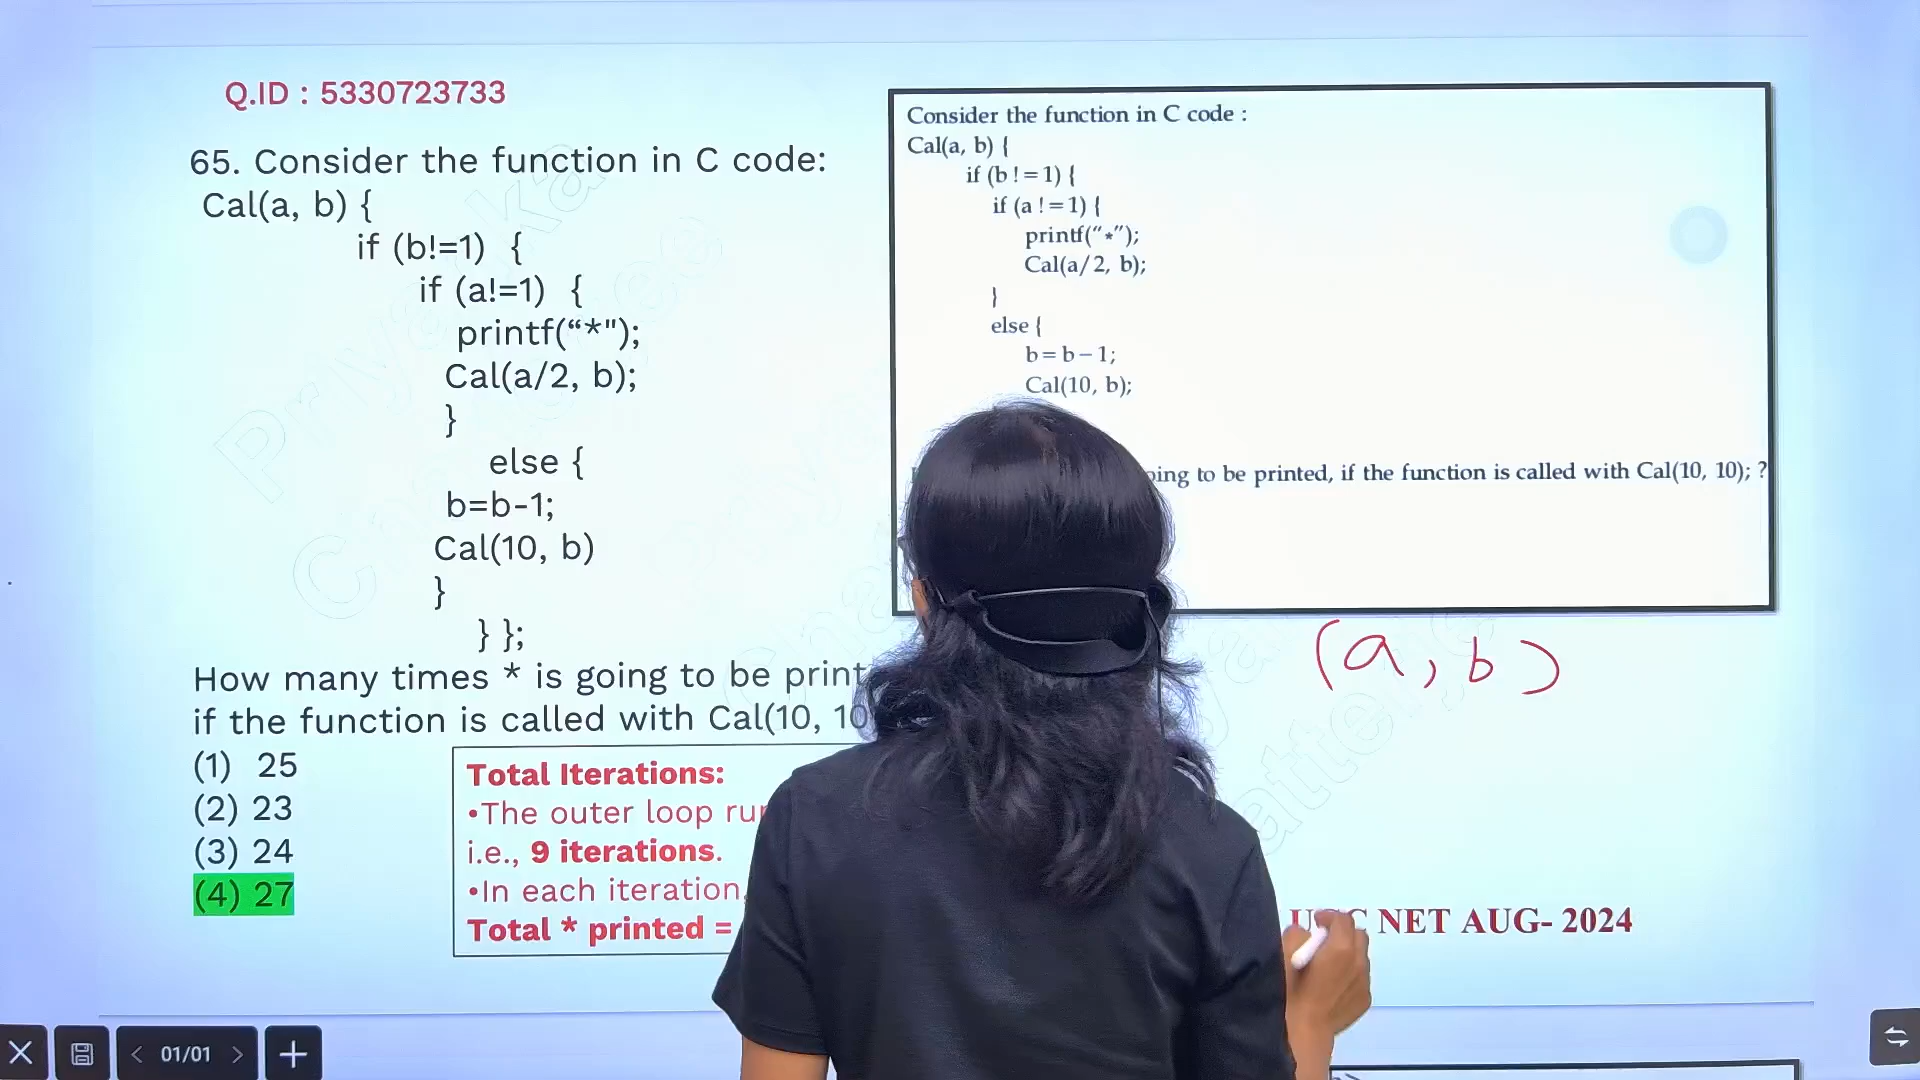 Q.ID : 5330723733
65. Consider the function in C code:
Cal(a, b) {
if (b!=1) {
if (a!=1) {
printf(“*");
Cal(a/2, b);
}
else {
b=b-1;
Cal(10, b)
}
} };
How many times * is going to be print
if the function is called with Cal(10, 10
(1) 25
(2) 23
(3) 24
(4) 27
Total Iterations:
•The outer loop
i.e., 9 iterations.
•In each iteration,
Total * printed =
Consider the function in C code :
Cal(a, b) {
if (b != 1) {
if (a != 1) {
printf(“*”);
Cal(a/2, b);
}
else {
b = b – 1;
Cal(10, b);
to be printed, if the function is called with Cal(10, 10); ?
(a, b)
NET AUG- 2024
01/01